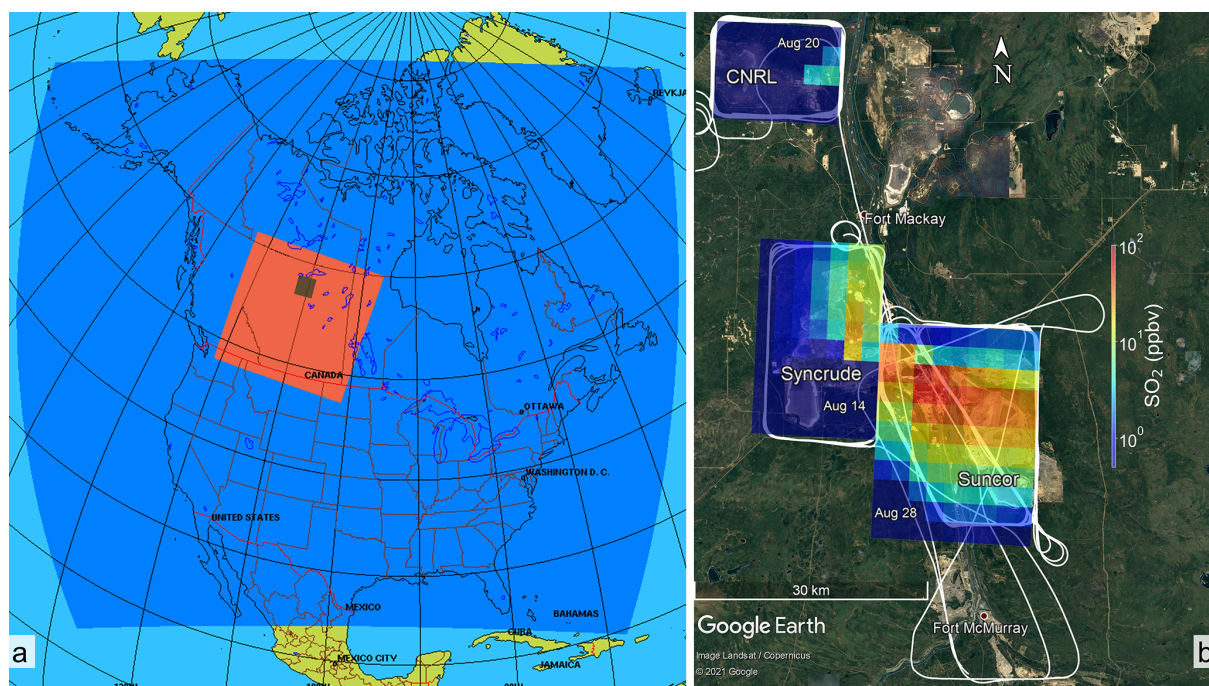 REYKJA
CANADA
OTTAWA
WASHINGTON D. C.
UNITED STATES
MEXICO
BAHAMAS
CUBA
MEXICO CITY
JAMAICA
a
Aug 20
CNRL
N
Fort Mackay
10²
10¹
10⁰
SO₂ (ppbv)
Syncrude
Aug 14
Suncor
Aug 28
30 km
Google Earth
Fort McMurray
Image Landsat / Copernicus
© 2021 Google
b